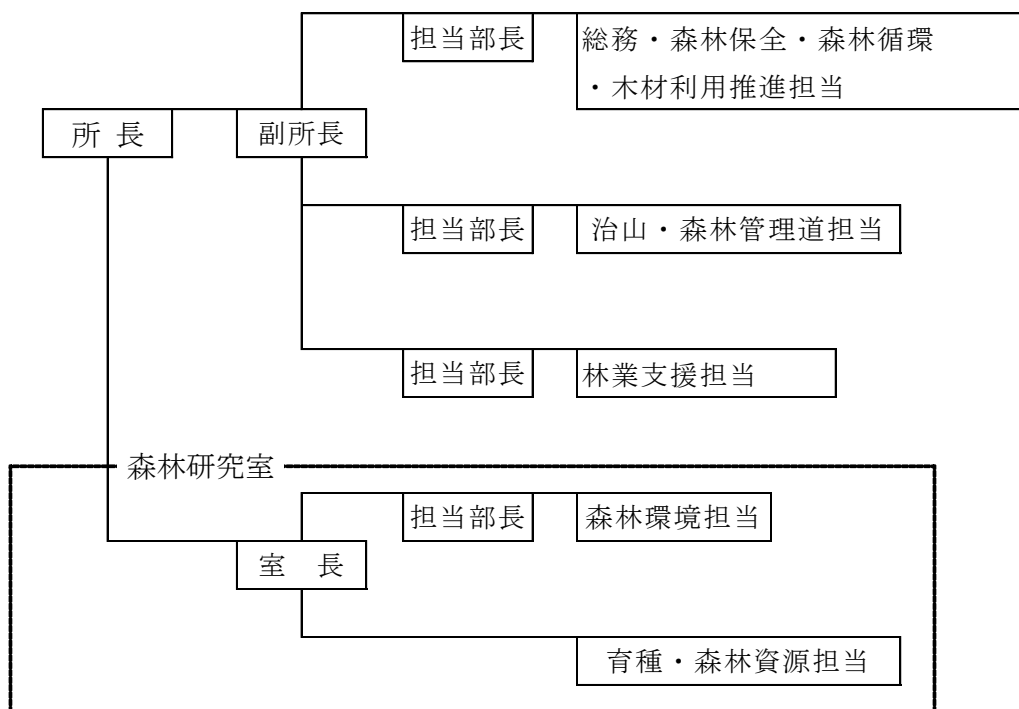 担当部長
総務・森林保全・森林循環
・木材利用推進担当
所 長
副所長
担当部長
治山・森林管理道担当
担当部長
林業支援担当
森林研究室
担当部長
森林環境担当
室 長
育種・森林資源担当